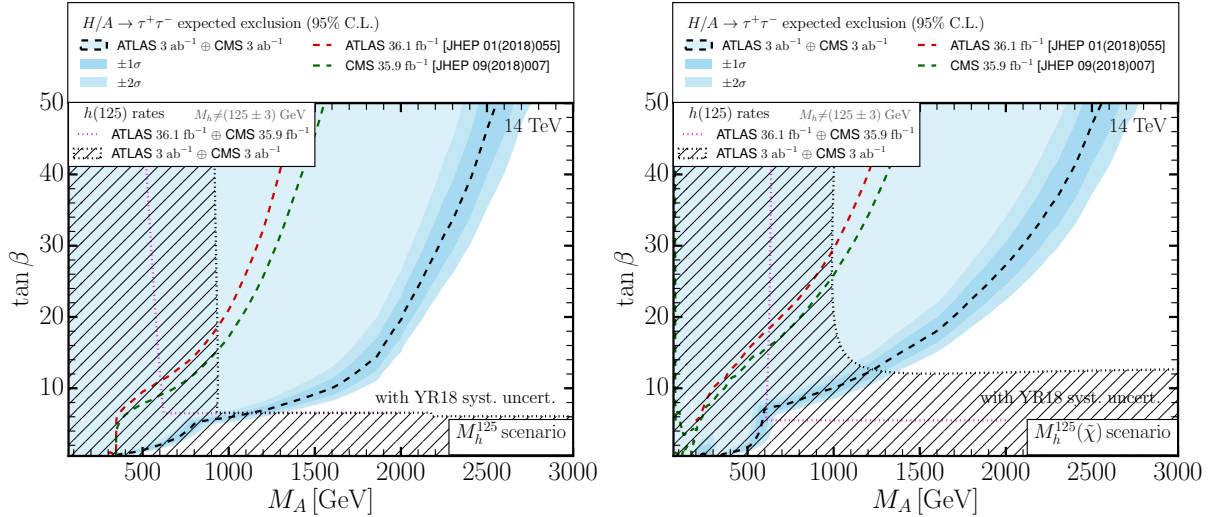 H/A → τ⁺τ⁻ expected exclusion (95% C.L.)
ATLAS 3 ab⁻¹ ⊕ CMS 3 ab⁻¹
±1σ
±2σ
ATLAS 36.1 fb⁻¹ [JHEP 01(2018)055]
CMS 35.9 fb⁻¹ [JHEP 09(2018)007]
h(125) rates
M_h≠(125 ± 3) GeV
ATLAS 36.1 fb⁻¹ ⊕ CMS 35.9 fb⁻¹
ATLAS 3 ab⁻¹ ⊕ CMS 3 ab⁻¹
14 TeV
50
40
30
20
10
tan β
with YR18 syst. uncert.
M_h^125 scenario
500 1000 1500 2000 2500 3000
M_A [GeV]
H/A → τ⁺τ⁻ expected exclusion (95% C.L.)
ATLAS 3 ab⁻¹ ⊕ CMS 3 ab⁻¹
±1σ
±2σ
ATLAS 36.1 fb⁻¹ [JHEP 01(2018)055]
CMS 35.9 fb⁻¹ [JHEP 09(2018)007]
h(125) rates
M_h≠(125 ± 3) GeV
ATLAS 36.1 fb⁻¹ ⊕ CMS 35.9 fb⁻¹
ATLAS 3 ab⁻¹ ⊕ CMS 3 ab⁻¹
14 TeV
50
40
30
20
10
tan β
with YR18 syst. uncert.
M_h^125(χ̃) scenario
500 1000 1500 2000 2500 3000
M_A [GeV]